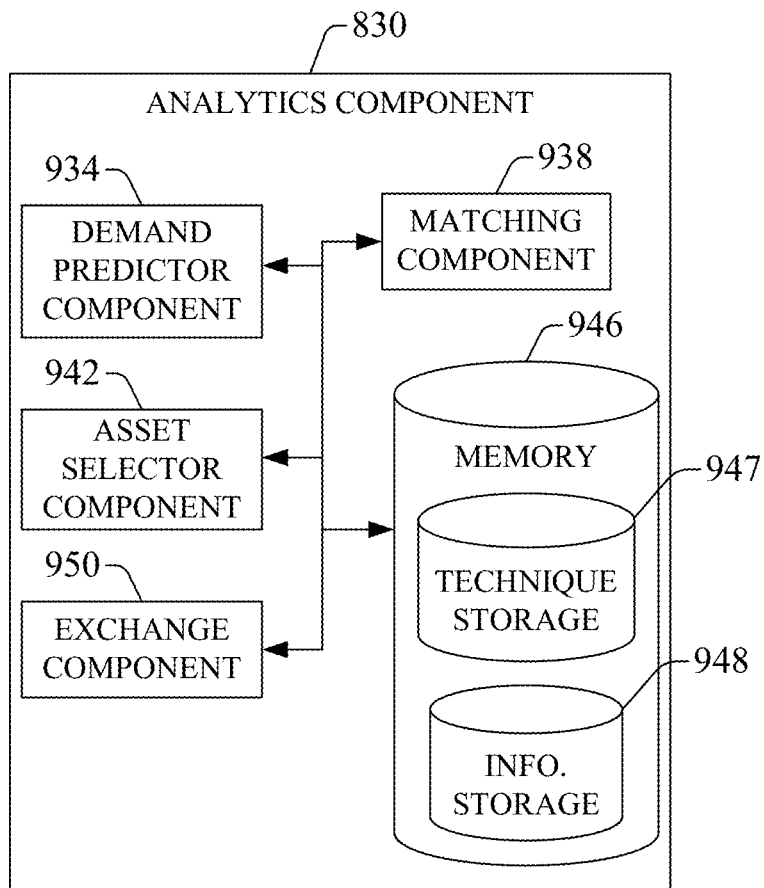 830
ANALYTICS COMPONENT
934
DEMAND
PREDICTOR
COMPONENT
938
MATCHING
COMPONENT
942
ASSET
SELECTOR
COMPONENT
946
MEMORY
947
TECHNIQUE
STORAGE
950
EXCHANGE
COMPONENT
948
INFO.
STORAGE